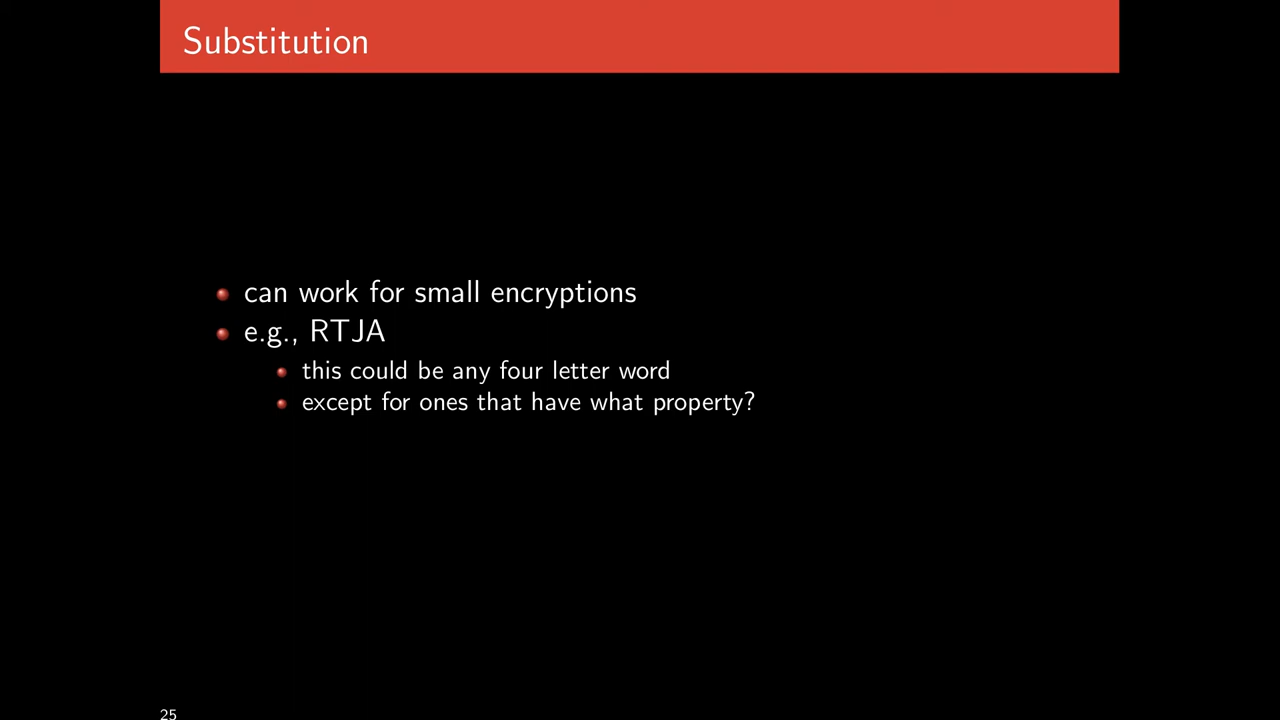 Substitution
can work for small encryptions
e.g., RTJA
this could be any four letter word
except for ones that have what property?
25